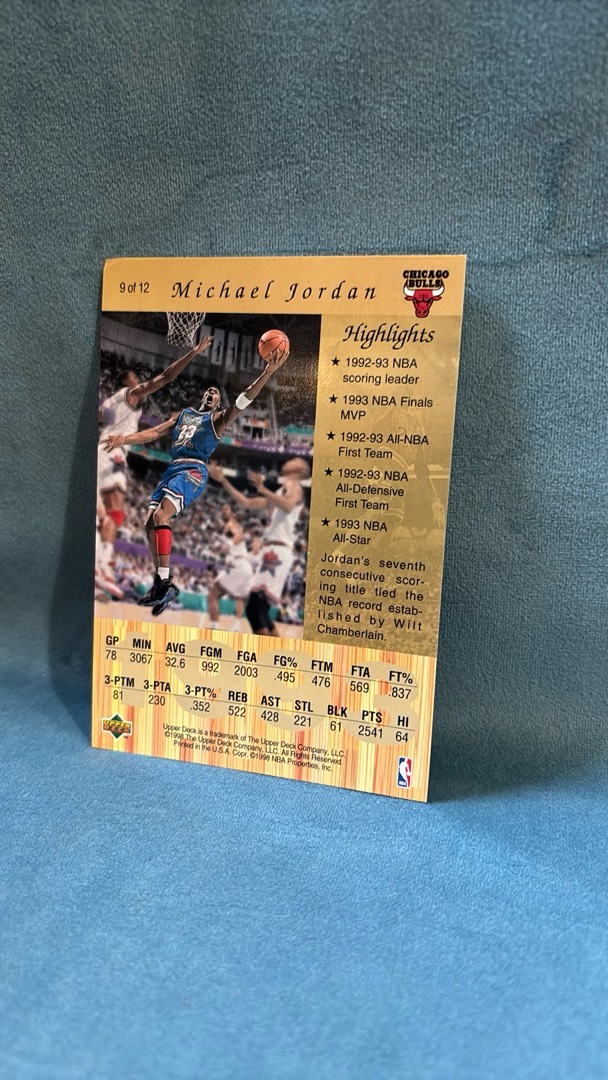 9 of 12
Michael Jordan
CHICAGO
BULLS
23
Highlights
★ 1992-93 NBA
scoring leader
★ 1993 NBA Finals
MVP
★ 1992-93 All-NBA
First Team
★ 1992-93 NBA
All-Defensive
First Team
★ 1993 NBA
All-Star
Jordan's seventh
consecutive scor-
ing title tied the
NBA record estab-
lished by Wilt
Chamberlain.
GP MIN AVG FGM FGA FG% FTM FTA FT%
78 3067 32.6 992 2003 .495 476 569 .837
3-PTM 3-PTA 3-PT% REB AST STL BLK PTS HI
81 230 .352 522 428 221 61 2541 64
UPPER
DECK
Upper Deck is a trademark of The Upper Deck Company, LLC.
©1998 The Upper Deck Company, LLC. All Rights Reserved.
Printed in the U.S.A. Copr. ©1998 NBA Properties, Inc.
NBA